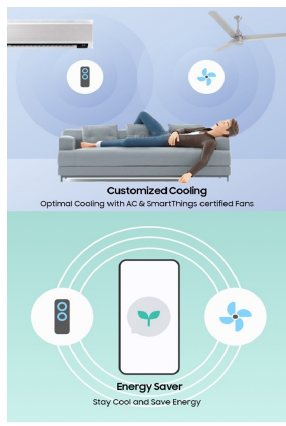 Customized Cooling
Optimal Cooling with AC & SmartThings certified Fans
Energy Saver
Stay Cool and Save Energy